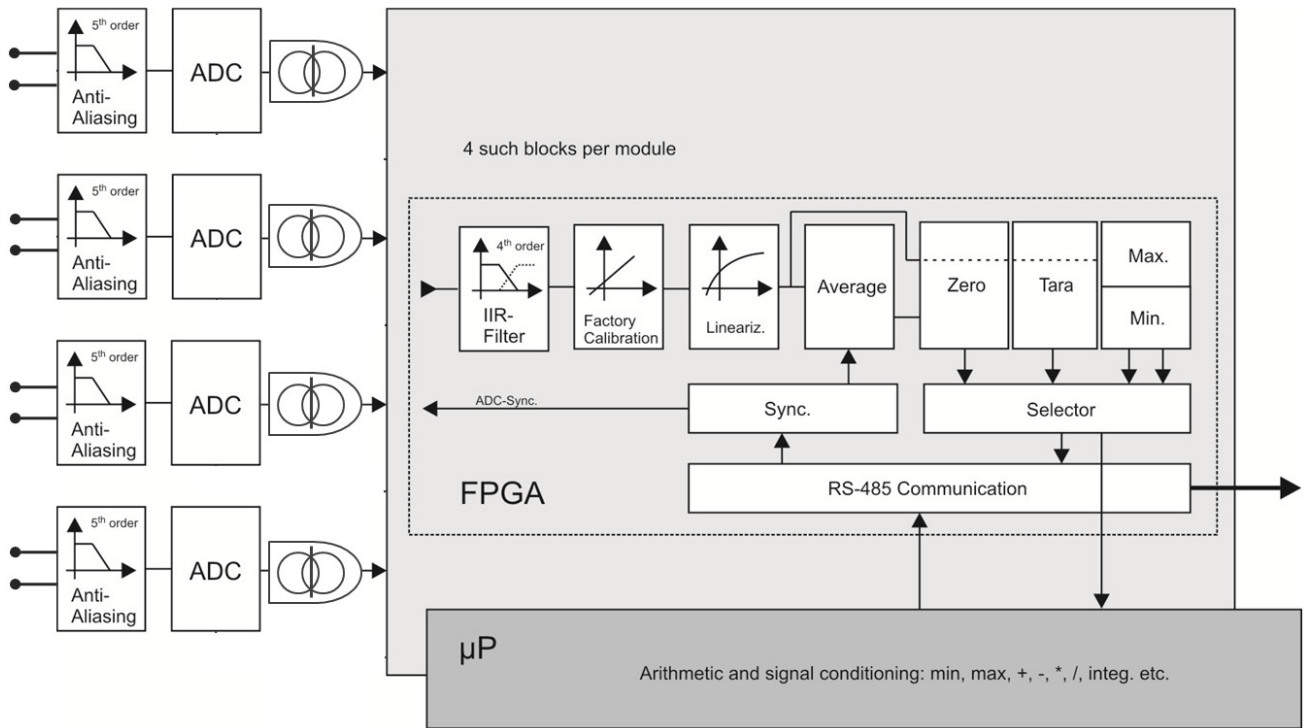 5th order
Anti-
Aliasing
ADC
5th order
Anti-
Aliasing
ADC
5th order
Anti-
Aliasing
ADC
5th order
Anti-
Aliasing
ADC
4 such blocks per module
4th order
IIR-
Filter
Factory
Calibration
Lineariz.
Average
Zero
Tara
Max.
Min.
ADC-Sync.
Sync.
Selector
FPGA
RS-485 Communication
µP
Arithmetic and signal conditioning: min, max, +, -, *, /, integ. etc.